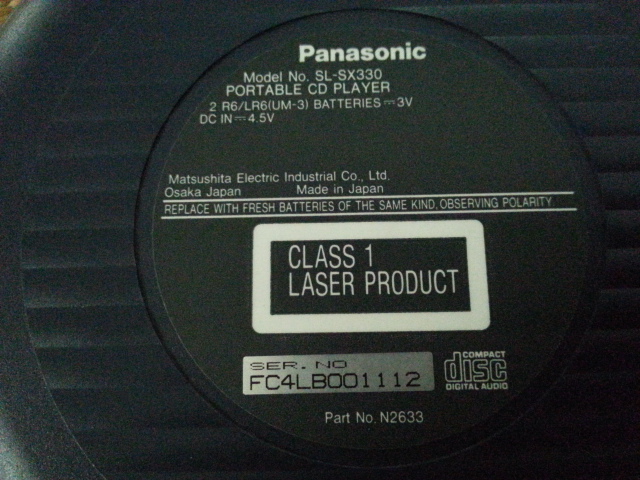 Panasonic
Model No. SL-SX330
PORTABLE CD PLAYER
2 R6/LR6(UM-3) BATTERIES ⎓ 3V
DC IN ⎓ 4.5V
Matsushita Electric Industrial Co., Ltd.
Osaka Japan Made in Japan
REPLACE WITH FRESH BATTERIES OF THE SAME KIND, OBSERVING POLARITY.
CLASS 1
LASER PRODUCT
SER. NO
FC4LB001112
COMPACT
disc
DIGITAL AUDIO
Part No. N2633